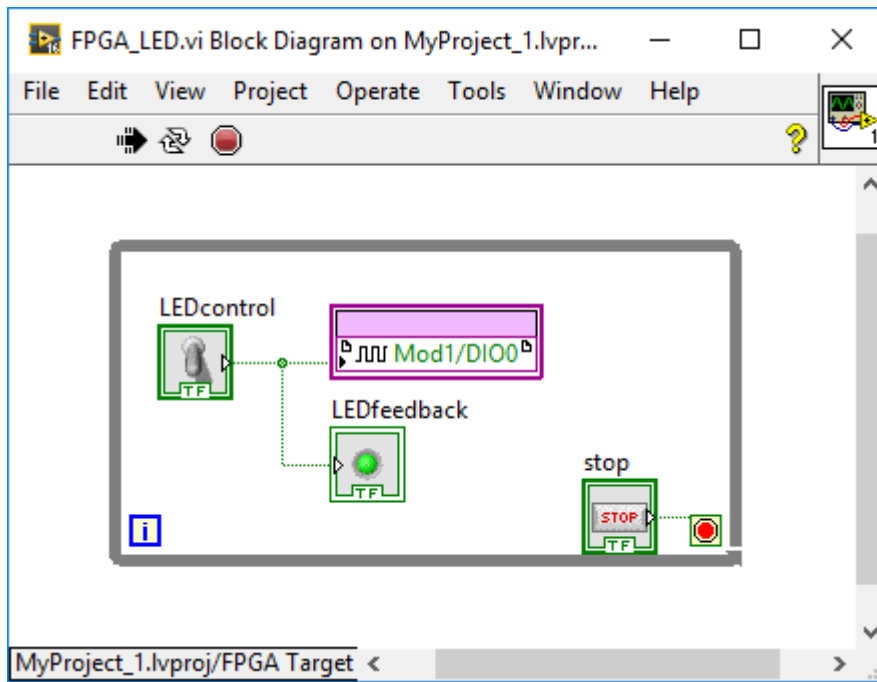 FPGA_LED.vi Block Diagram on MyProject_1.lvpr...
File Edit View Project Operate Tools Window Help
1
LEDcontrol
TF
Mod1/DIO0
LEDfeedback
TF
stop
STOP
TF
i
MyProject_1.lvproj/FPGA Target